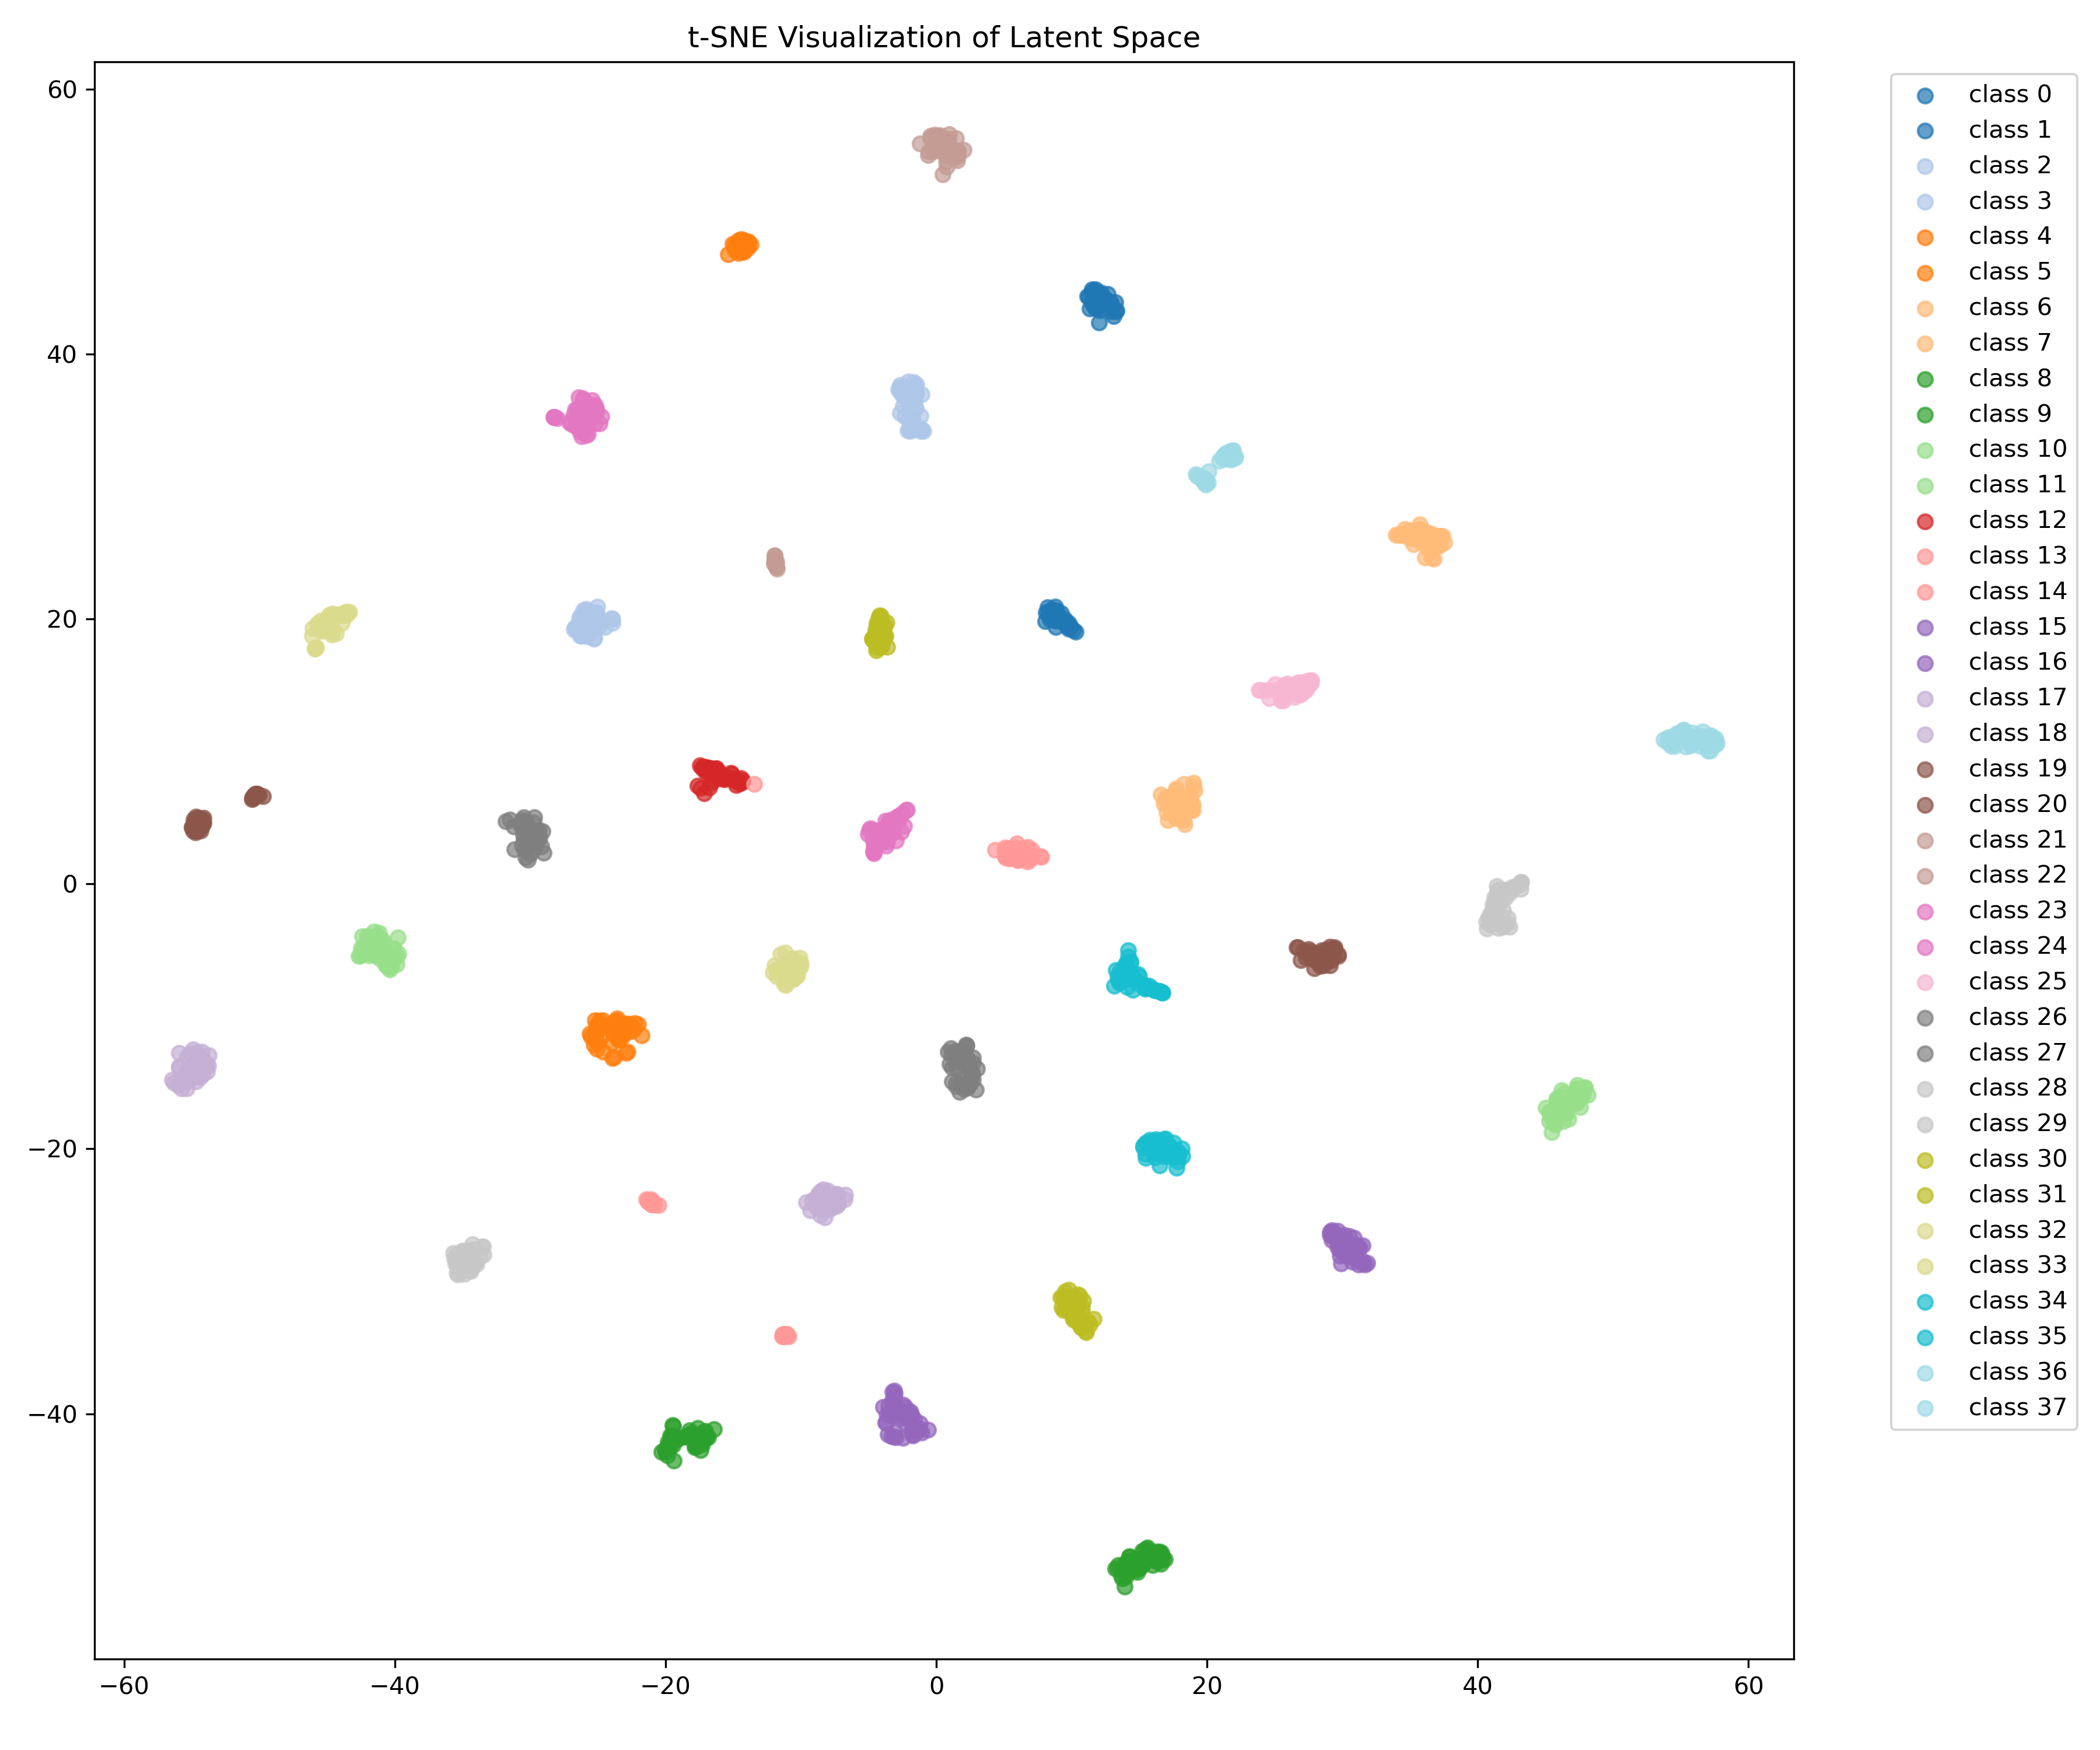 t-SNE Visualization of Latent Space
60
40
20
0
−20
−40
−60
−40
−20
0
20
40
60
class 0
class 1
class 2
class 3
class 4
class 5
class 6
class 7
class 8
class 9
class 10
class 11
class 12
class 13
class 14
class 15
class 16
class 17
class 18
class 19
class 20
class 21
class 22
class 23
class 24
class 25
class 26
class 27
class 28
class 29
class 30
class 31
class 32
class 33
class 34
class 35
class 36
class 37